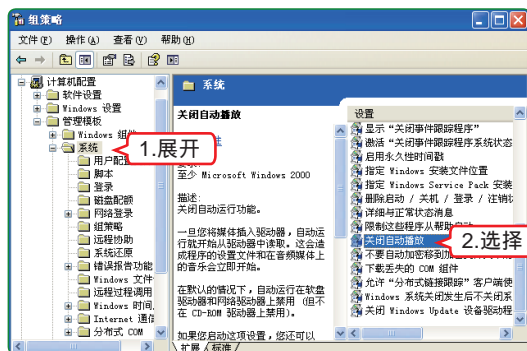 组策略
文件(F) 操作(A) 查看(V) 帮助(H)
计算机配置
软件设置
Windows 设置
管理模板
Windows 组件
系统
用户配置
脚本
登录
磁盘配额
网络登录
组策略
远程协助
系统还原
错误报告功能
Windows 文件
远程过程调用
Windows 时间
Internet 通信
分布式 COM
1.展开
系统
关闭自动播放
至少 Microsoft Windows 2000
描述:
关闭自动运行功能。
一旦您将媒体插入驱动器，自动运
行就开始从驱动器中读取。这会造
成程序的设置文件和在音频媒体上
的音乐会立即开始。
在默认的情况下，自动运行在软盘
驱动器和网络驱动器上禁用 (但不
在 CD-ROM 驱动器上禁用)。
如果您启动这项设置，您还可以
设置
显示“关闭事件跟踪程序”
激活“关闭事件跟踪程序系统状态
启用永久性时间戳
指定 Windows 安装文件位置
指定 Windows Service Pack 安装
删除启动 / 关机 / 登录 / 注销状
详细与正常状态消息
限制这些程序从帮助
关闭自动播放
2.选择
不要自动加密移到加
下载丢失的 COM 组件
允许“分布式链接跟踪”客户端使
Windows 系统关闭发生后不关闭系
关闭 Windows Update 设备驱动程
扩展 标准